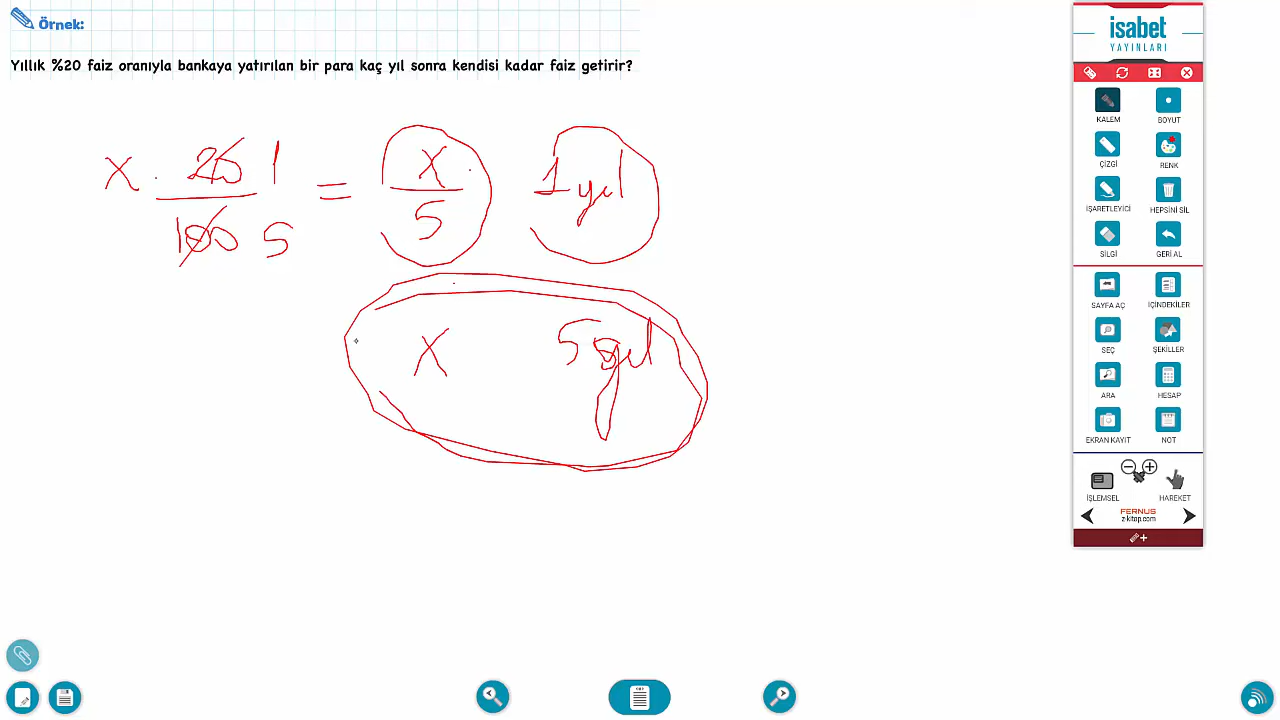 Örnek:
Yıllık %20 faiz oranıyla bankaya yatırılan bir para kaç yıl sonra kendisi kadar faiz getirir?
x . 20 1
100 5
= x
5
1 yıl
x 5 yıl
isabet
YAYINLARI
KALEM BOYUT
ÇİZGİ RENK
İŞARETLEYİCİ HEPSİNİ SİL
SİLGİ GERİ AL
SAYFA AÇ İÇİNDEKİLER
SEÇ ŞEKİLLER
ARA HESAP
EKRAN KAYIT NOT
İŞLEMSEL HAREKET
FERNUS
z-kitap.com